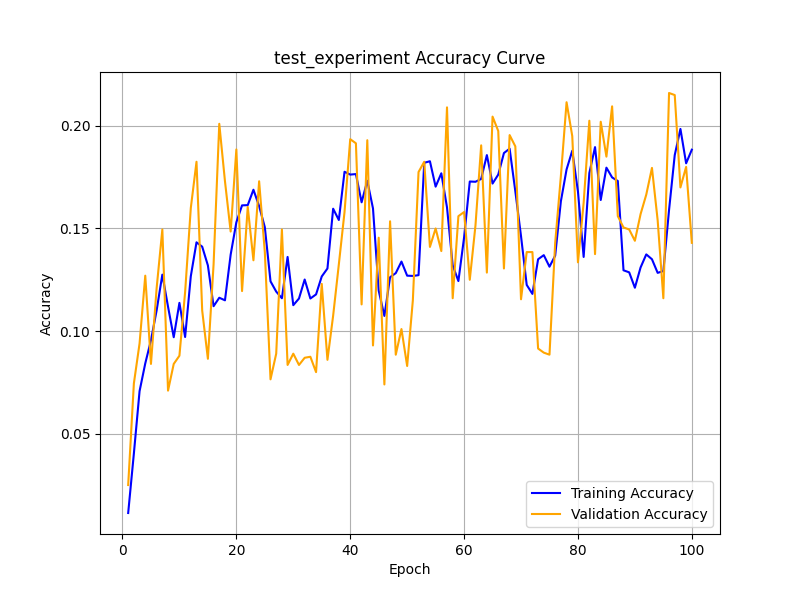 test_experiment Accuracy Curve
0.20
0.15
0.10
0.05
Accuracy
0
20
40
60
80
100
Epoch
Training Accuracy
Validation Accuracy